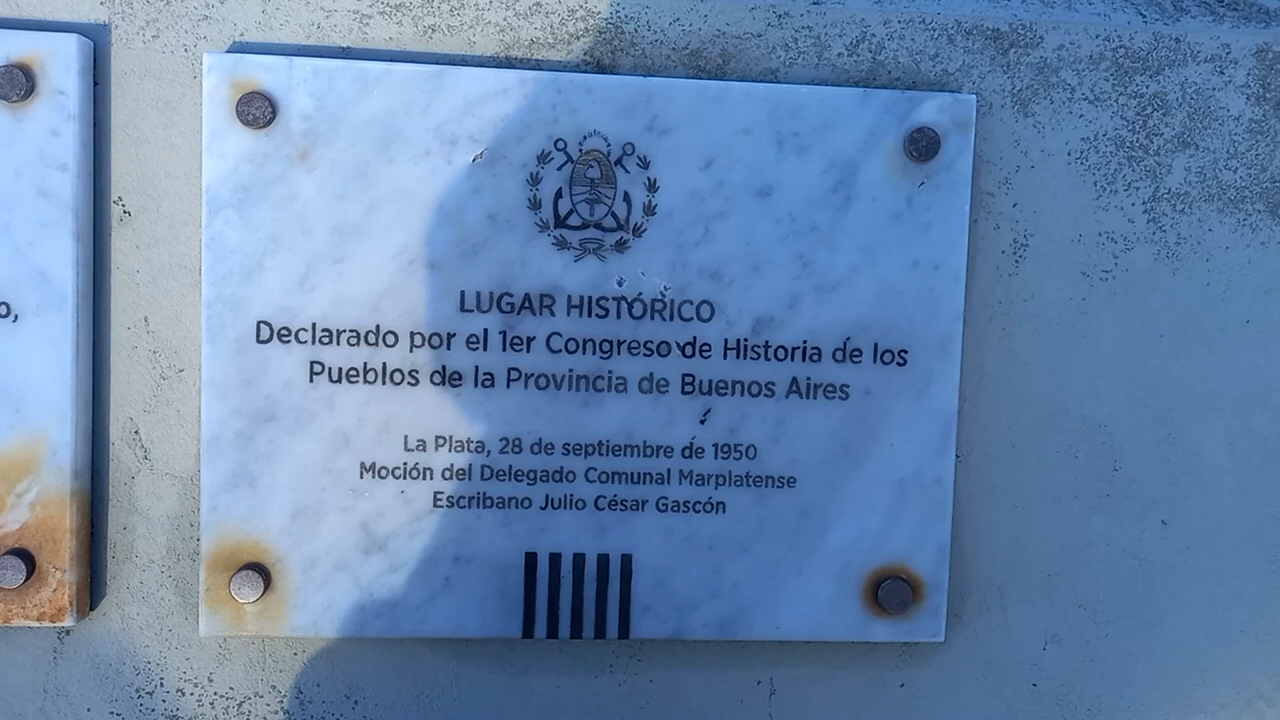 o,
LUGAR HISTÓRICO
Declarado por el 1er Congreso de Historia de los
Pueblos de la Provincia de Buenos Aires
La Plata, 28 de septiembre de 1950
Moción del Delegado Comunal Marplatense
Escribano Julio César Gascón